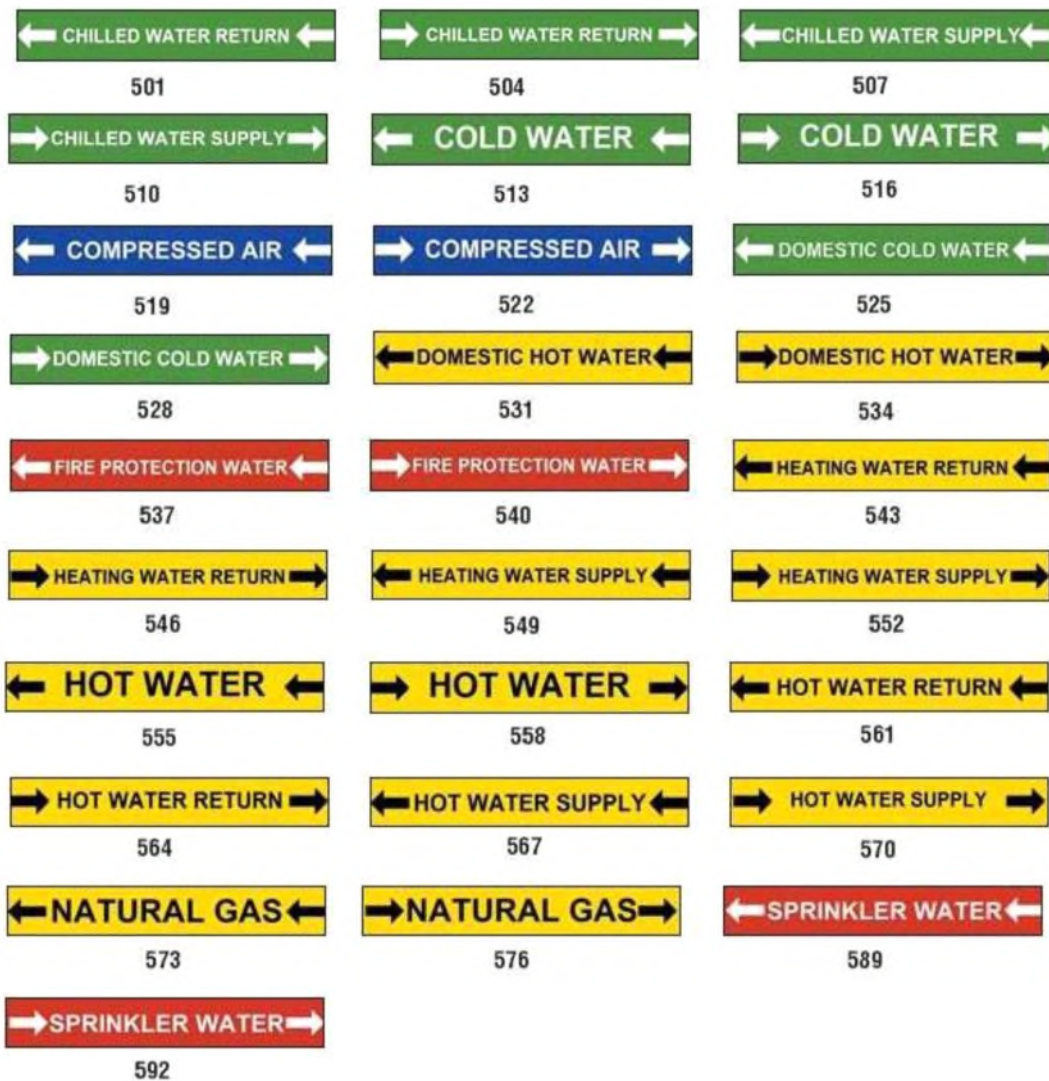 CHILLED WATER RETURN
CHILLED WATER RETURN
CHILLED WATER SUPPLY
501
504
507
CHILLED WATER SUPPLY
COLD WATER
COLD WATER
510
513
516
COMPRESSED AIR
COMPRESSED AIR
DOMESTIC COLD WATER
519
522
525
DOMESTIC COLD WATER
DOMESTIC HOT WATER
DOMESTIC HOT WATER
528
531
534
FIRE PROTECTION WATER
FIRE PROTECTION WATER
HEATING WATER RETURN
537
540
543
HEATING WATER RETURN
HEATING WATER SUPPLY
HEATING WATER SUPPLY
546
549
552
HOT WATER
HOT WATER
HOT WATER RETURN
555
558
561
HOT WATER RETURN
HOT WATER SUPPLY
HOT WATER SUPPLY
564
567
570
NATURAL GAS
NATURAL GAS
SPRINKLER WATER
573
576
589
SPRINKLER WATER
592